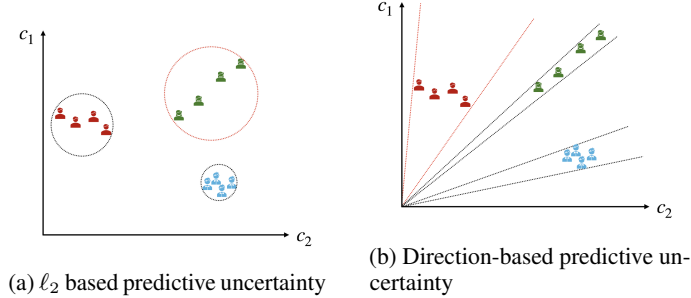 c₁
c₂
(a) ℓ₂ based predictive uncertainty
c₁
c₂
(b) Direction-based predictive un-
certainty